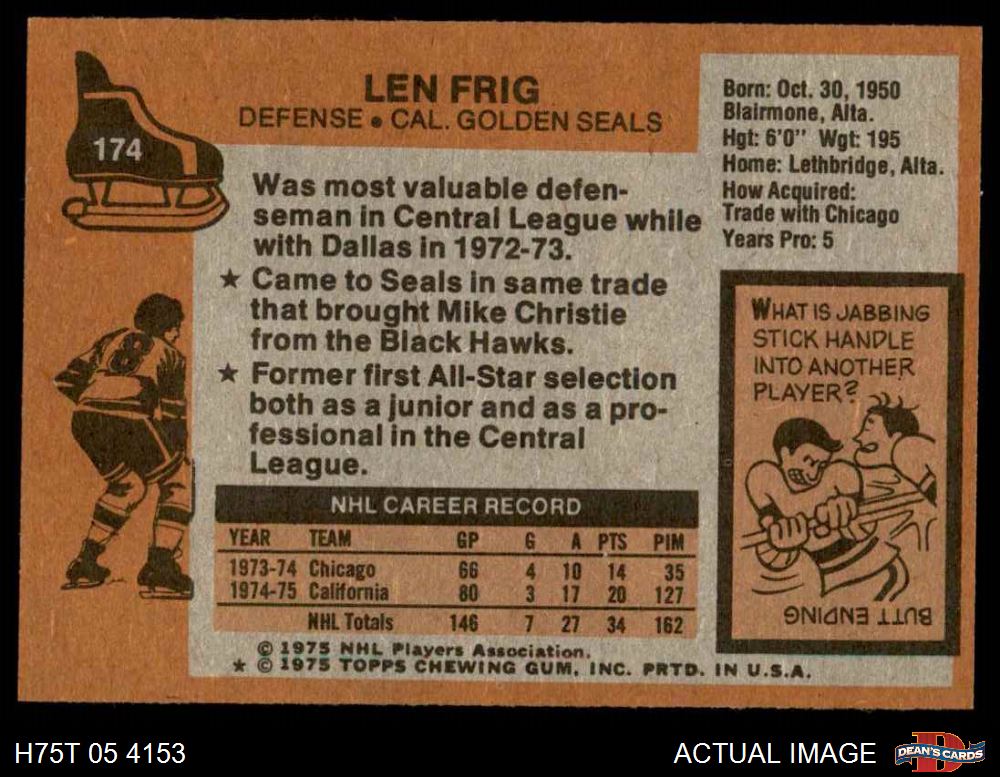 174
LEN FRIG
DEFENSE • CAL. GOLDEN SEALS
Was most valuable defen-
seman in Central League while
with Dallas in 1972-73.
★ Came to Seals in same trade
that brought Mike Christie
from the Black Hawks.
★ Former first All-Star selection
both as a junior and as a pro-
fessional in the Central
League.
NHL CAREER RECORD
YEAR TEAM GP G A PTS PIM
1973-74 Chicago 66 4 10 14 35
1974-75 California 80 3 17 20 127
NHL Totals 146 7 27 34 162
© 1975 NHL Players Association.
★ © 1975 TOPPS CHEWING GUM, INC. PRTD. IN U.S.A.
Born: Oct. 30, 1950
Blairmone, Alta.
Hgt: 6'0" Wgt: 195
Home: Lethbridge, Alta.
How Acquired:
Trade with Chicago
Years Pro: 5
WHAT IS JABBING
STICK HANDLE
INTO ANOTHER
PLAYER?
BUTT ENDING
8
H75T 05 4153
ACTUAL IMAGE
D
DEAN'S CARDS